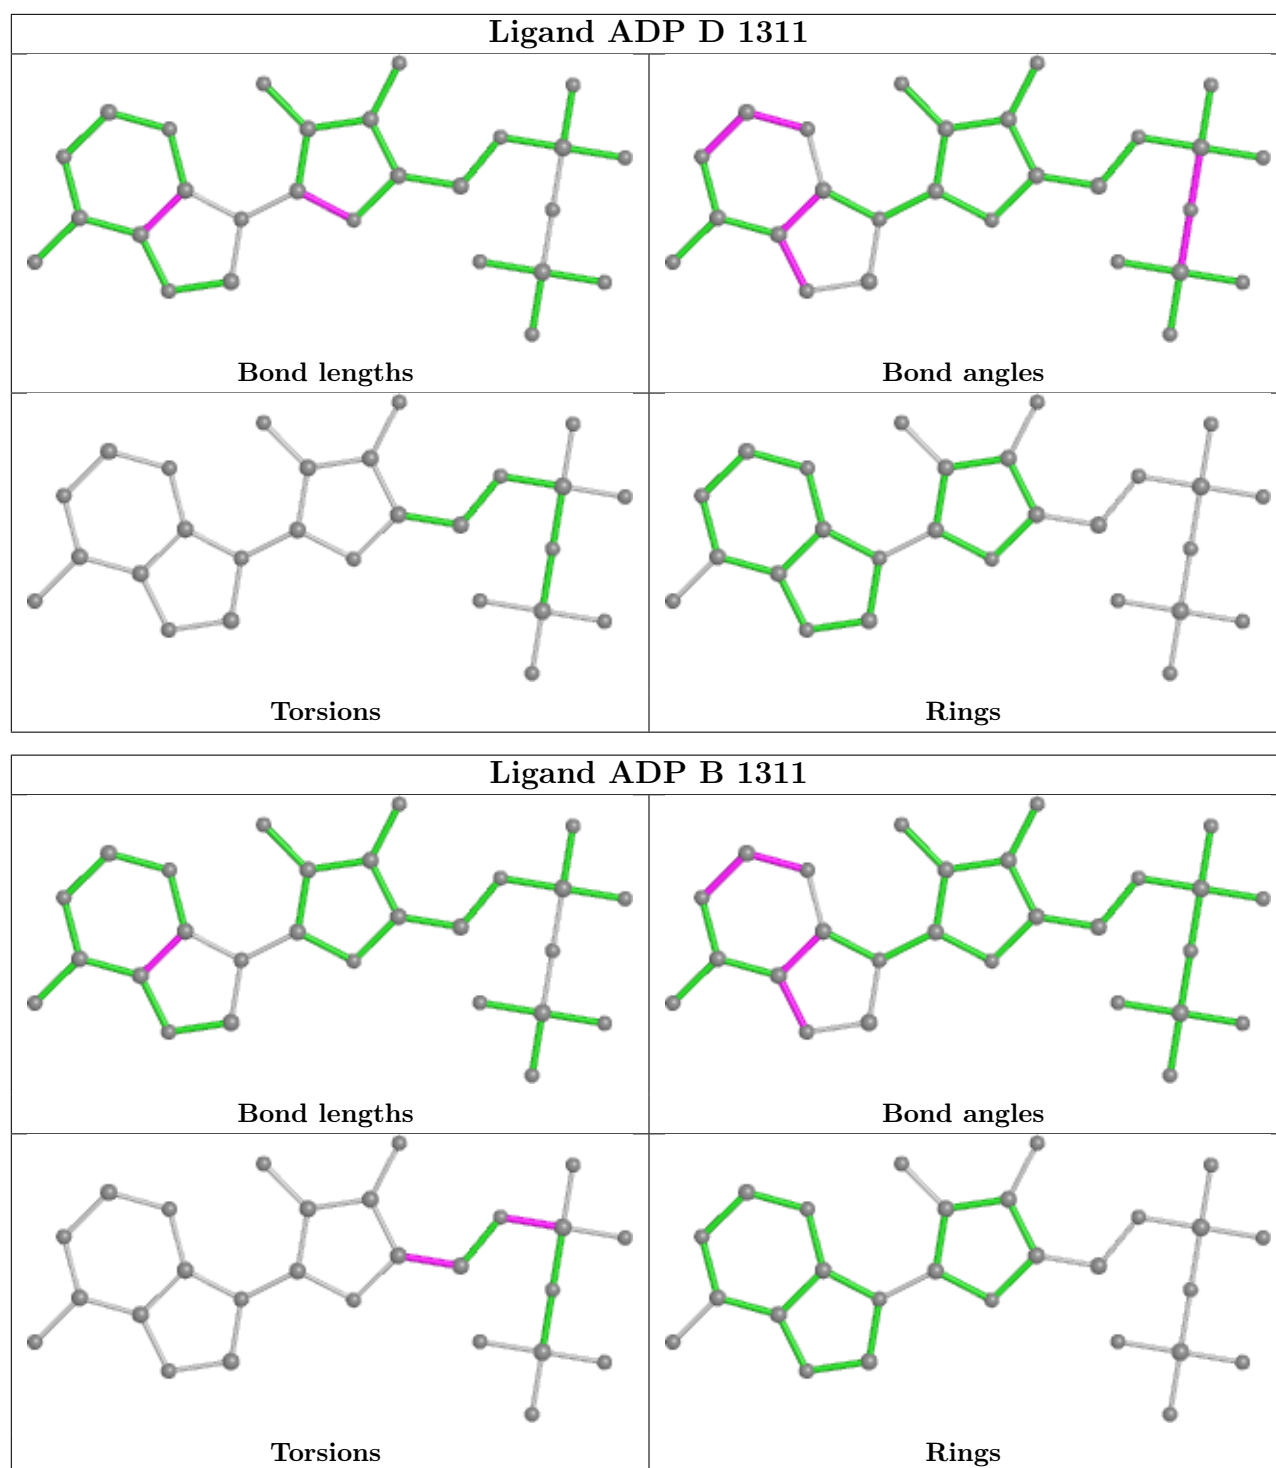 Ligand ADP D 1311
Bond lengths
Bond angles
Torsions
Rings
Ligand ADP B 1311
Bond lengths
Bond angles
Torsions
Rings